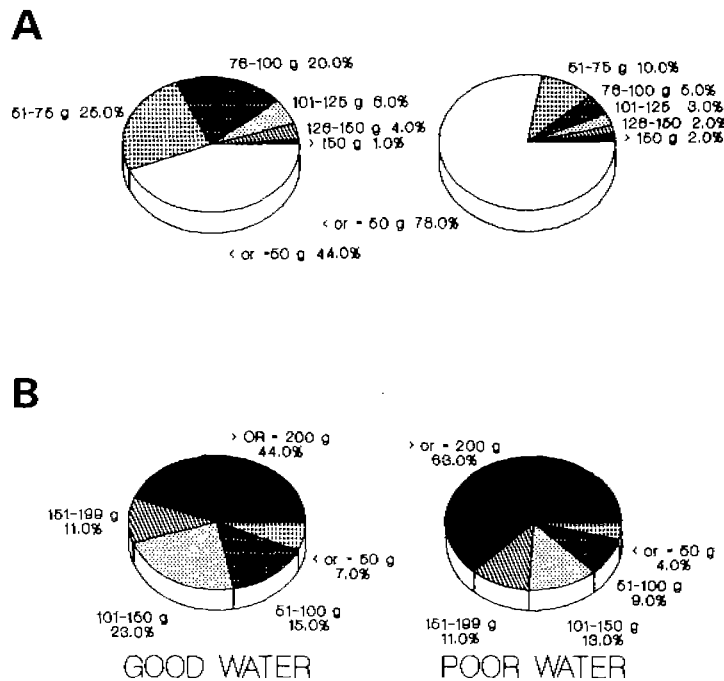 A
76-100 g 20.0%
51-75 g 25.0%
101-125 g 6.0%
126-150 g 4.0%
> 150 g 1.0%
< or -50 g 44.0%
51-75 g 10.0%
76-100 g 5.0%
101-125 3.0%
126-150 2.0%
> 150 g 2.0%
< or - 50 g 78.0%
B
> OR - 200 g
44.0%
151-199 g
11.0%
101-150 g
23.0%
51-100 g
15.0%
< or - 50 g
7.0%
GOOD WATER
> or - 200 g
63.0%
151-199 g
11.0%
101-150 g
13.0%
51-100 g
9.0%
< or - 50 g
4.0%
POOR WATER